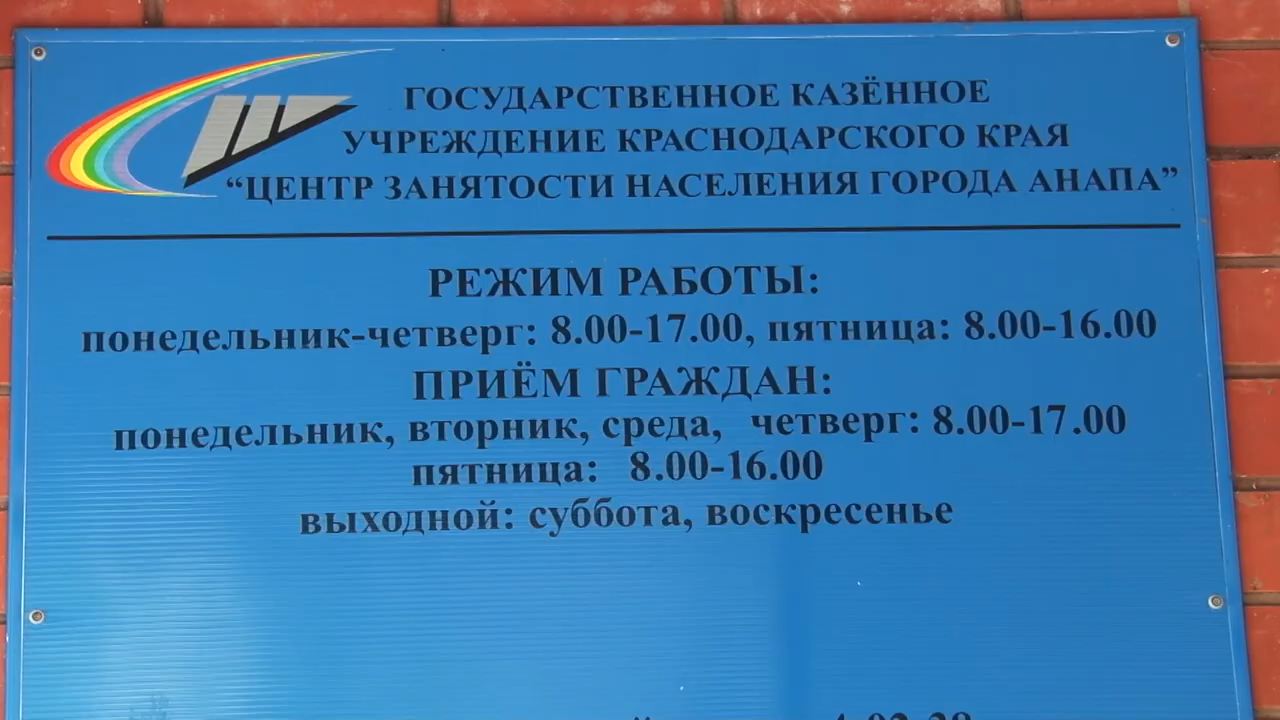 ГОСУДАРСТВЕННОЕ КАЗЁННОЕ
УЧРЕЖДЕНИЕ КРАСНОДАРСКОГО КРАЯ
“ЦЕНТР ЗАНЯТОСТИ НАСЕЛЕНИЯ ГОРОДА АНАПА”
РЕЖИМ РАБОТЫ:
понедельник-четверг: 8.00-17.00, пятница: 8.00-16.00
ПРИЁМ ГРАЖДАН:
понедельник, вторник, среда, четверг: 8.00-17.00
пятница: 8.00-16.00
выходной: суббота, воскресенье